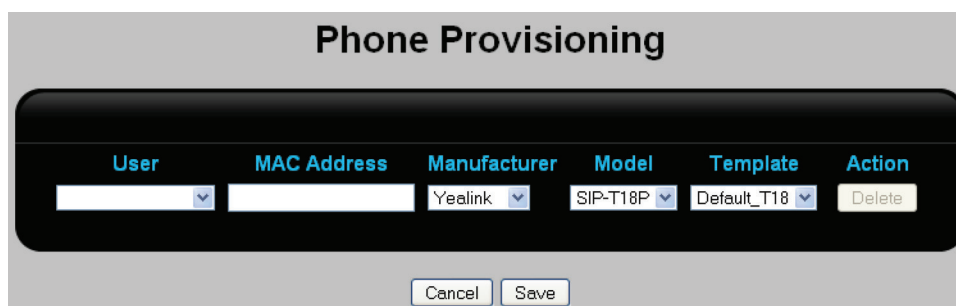 Phone Provisioning
User MAC Address Manufacturer Model Template Action
Yealink SIP-T18P Default_T18 Delete
Cancel Save